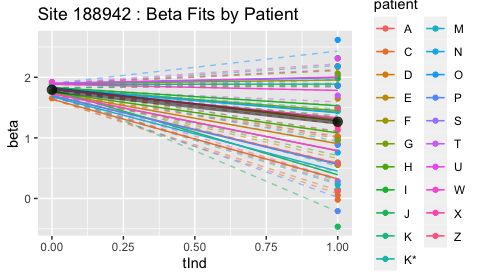 Site 188942 : Beta Fits by Patient
patient
beta
2
1
0
0.00 0.25 0.50 0.75 1.00
tInd
A M
C N
D O
E P
F S
G T
H U
I W
J X
K Z
K*